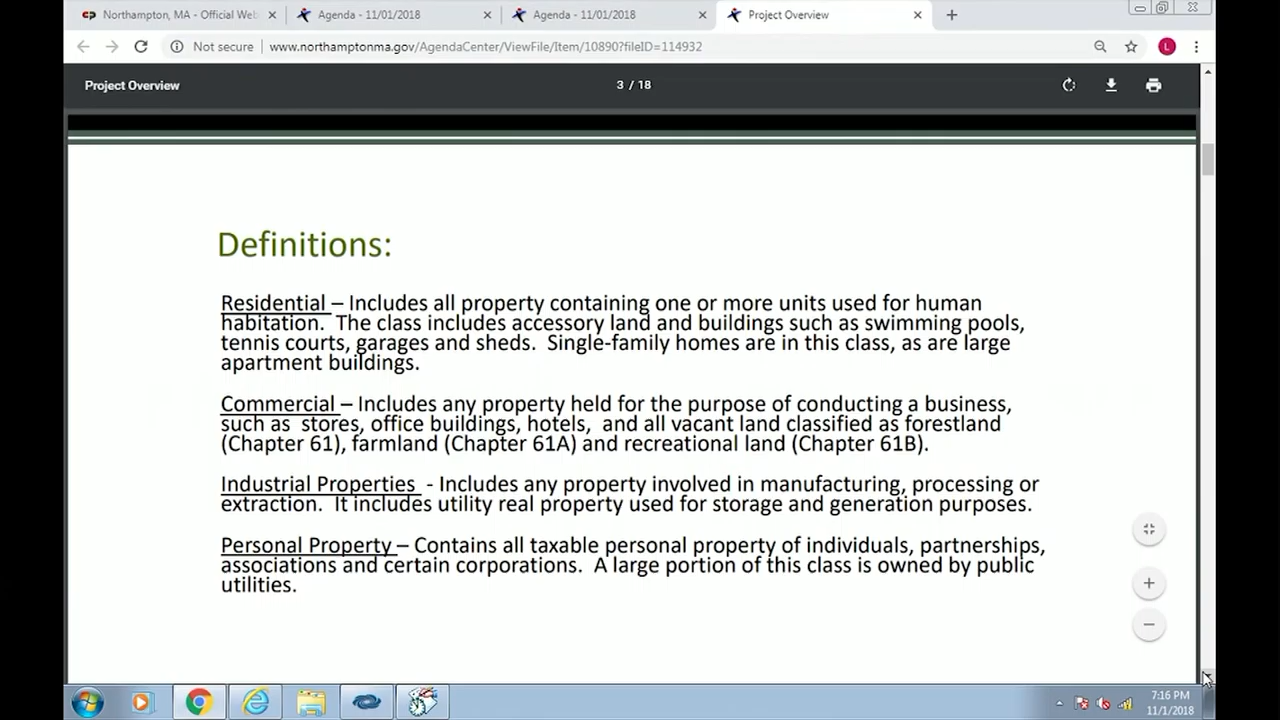 Northampton, MA - Official Web
Agenda - 11/01/2018
Agenda - 11/01/2018
Project Overview
Not secure
www.northamptonma.gov/AgendaCenter/ViewFile/Item/10890?fileID=114932
L
Project Overview
3 / 18
Definitions:
Residential – Includes all property containing one or more units used for human
habitation. The class includes accessory land and buildings such as swimming pools,
tennis courts, garages and sheds. Single-family homes are in this class, as are large
apartment buildings.
Commercial – Includes any property held for the purpose of conducting a business,
such as stores, office buildings, hotels, and all vacant land classified as forestland
(Chapter 61), farmland (Chapter 61A) and recreational land (Chapter 61B).
Industrial Properties - Includes any property involved in manufacturing, processing or
extraction. It includes utility real property used for storage and generation purposes.
Personal Property – Contains all taxable personal property of individuals, partnerships,
associations and certain corporations. A large portion of this class is owned by public
utilities.
7:16 PM
11/1/2018